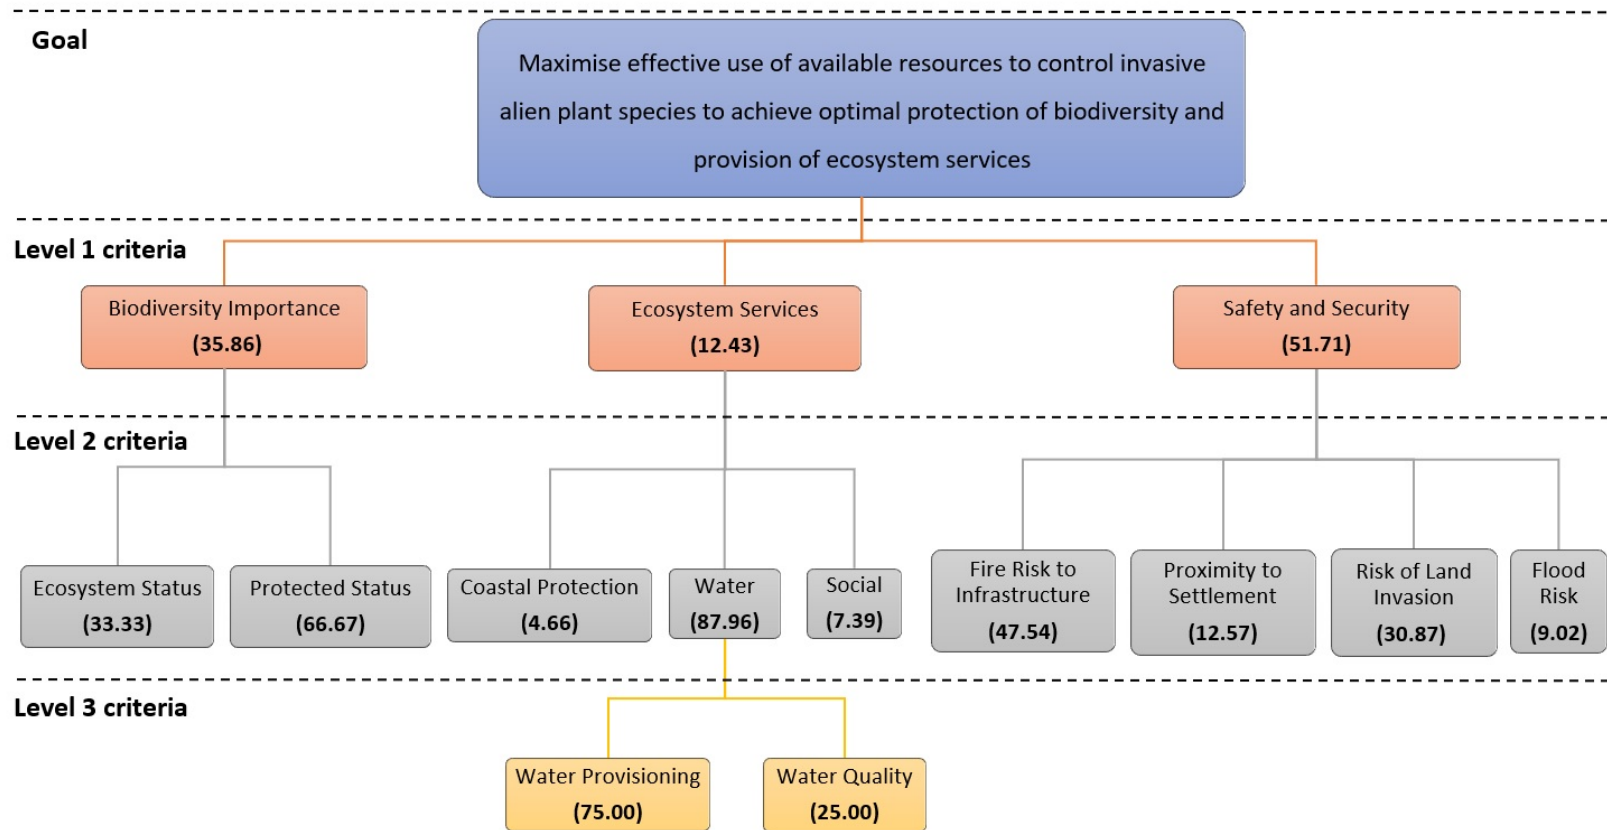 Goal
Maximise effective use of available resources to control invasive
alien plant species to achieve optimal protection of biodiversity and
provision of ecosystem services
Level 1 criteria
Biodiversity Importance
(35.86)
Ecosystem Services
(12.43)
Safety and Security
(51.71)
Level 2 criteria
Ecosystem Status
(33.33)
Protected Status
(66.67)
Coastal Protection
(4.66)
Water
(87.96)
Social
(7.39)
Fire Risk to
Infrastructure
(47.54)
Proximity to
Settlement
(12.57)
Risk of Land
Invasion
(30.87)
Flood
Risk
(9.02)
Level 3 criteria
Water Provisioning
(75.00)
Water Quality
(25.00)